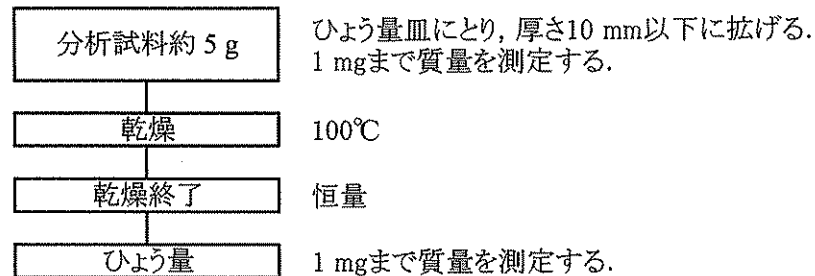 分析試料約 5 g
ひょう量皿にとり, 厚さ10 mm以下に拡げる.
1 mgまで質量を測定する.
乾燥
100℃
乾燥終了
恒量
ひょう量
1 mgまで質量を測定する.